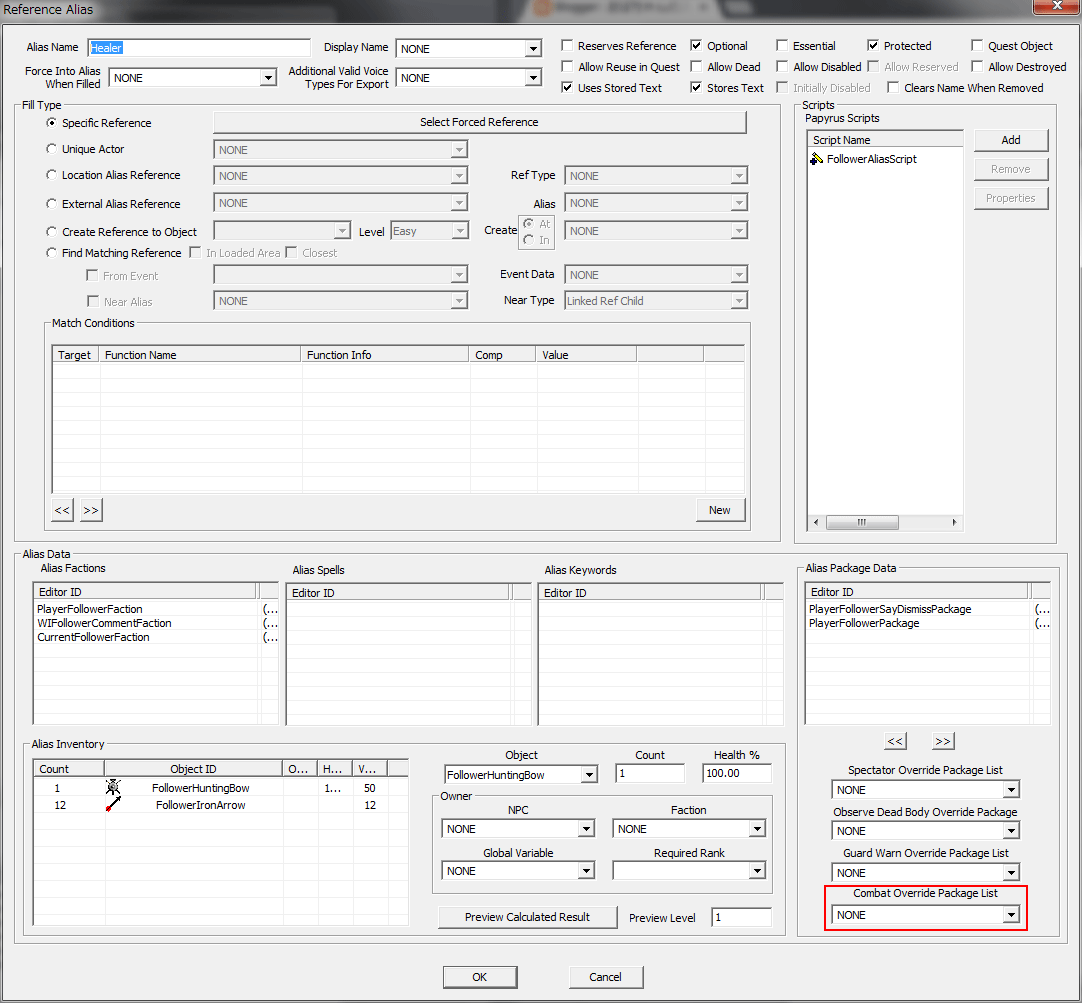 Reference Alias
Alias Name Healer Display Name NONE Reserves Reference Optional Essential Protected Quest Object
Force Into Alias When Filled NONE Additional Valid Voice Types For Export NONE Allow Reuse in Quest Allow Dead Allow Disabled Allow Reserved Allow Destroyed
Uses Stored Text Stores Text Initially Disabled Clears Name When Removed
Fill Type
Specific Reference Select Forced Reference
Unique Actor NONE
Location Alias Reference NONE Ref Type NONE
External Alias Reference NONE Alias NONE
Create Reference to Object Level Easy Create At In NONE
Find Matching Reference In Loaded Area Closest
From Event Event Data NONE
Near Alias NONE Near Type Linked Ref Child
Match Conditions
Target Function Name Function Info Comp Value
<< >> New
Scripts
Papyrus Scripts
Script Name Add
FollowerAliasScript Remove
Properties
Alias Data
Alias Factions
Editor ID
PlayerFollowerFaction (...
WIFollowerCommentFaction (...
CurrentFollowerFaction (...
Alias Spells
Editor ID
Alias Keywords
Editor ID
Alias Package Data
Editor ID
PlayerFollowerSayDismissPackage (...
PlayerFollowerPackage (...
<< >>
Spectator Override Package List
NONE
Observe Dead Body Override Package
NONE
Guard Warn Override Package List
NONE
Combat Override Package List
NONE
Alias Inventory
Count Object ID O... H... V...
1 FollowerHuntingBow 1... 50
12 FollowerIronArrow 12
Object Count Health %
FollowerHuntingBow 1 100.00
Owner
NPC Faction
NONE NONE
Global Variable Required Rank
NONE
Preview Calculated Result Preview Level 1
OK Cancel